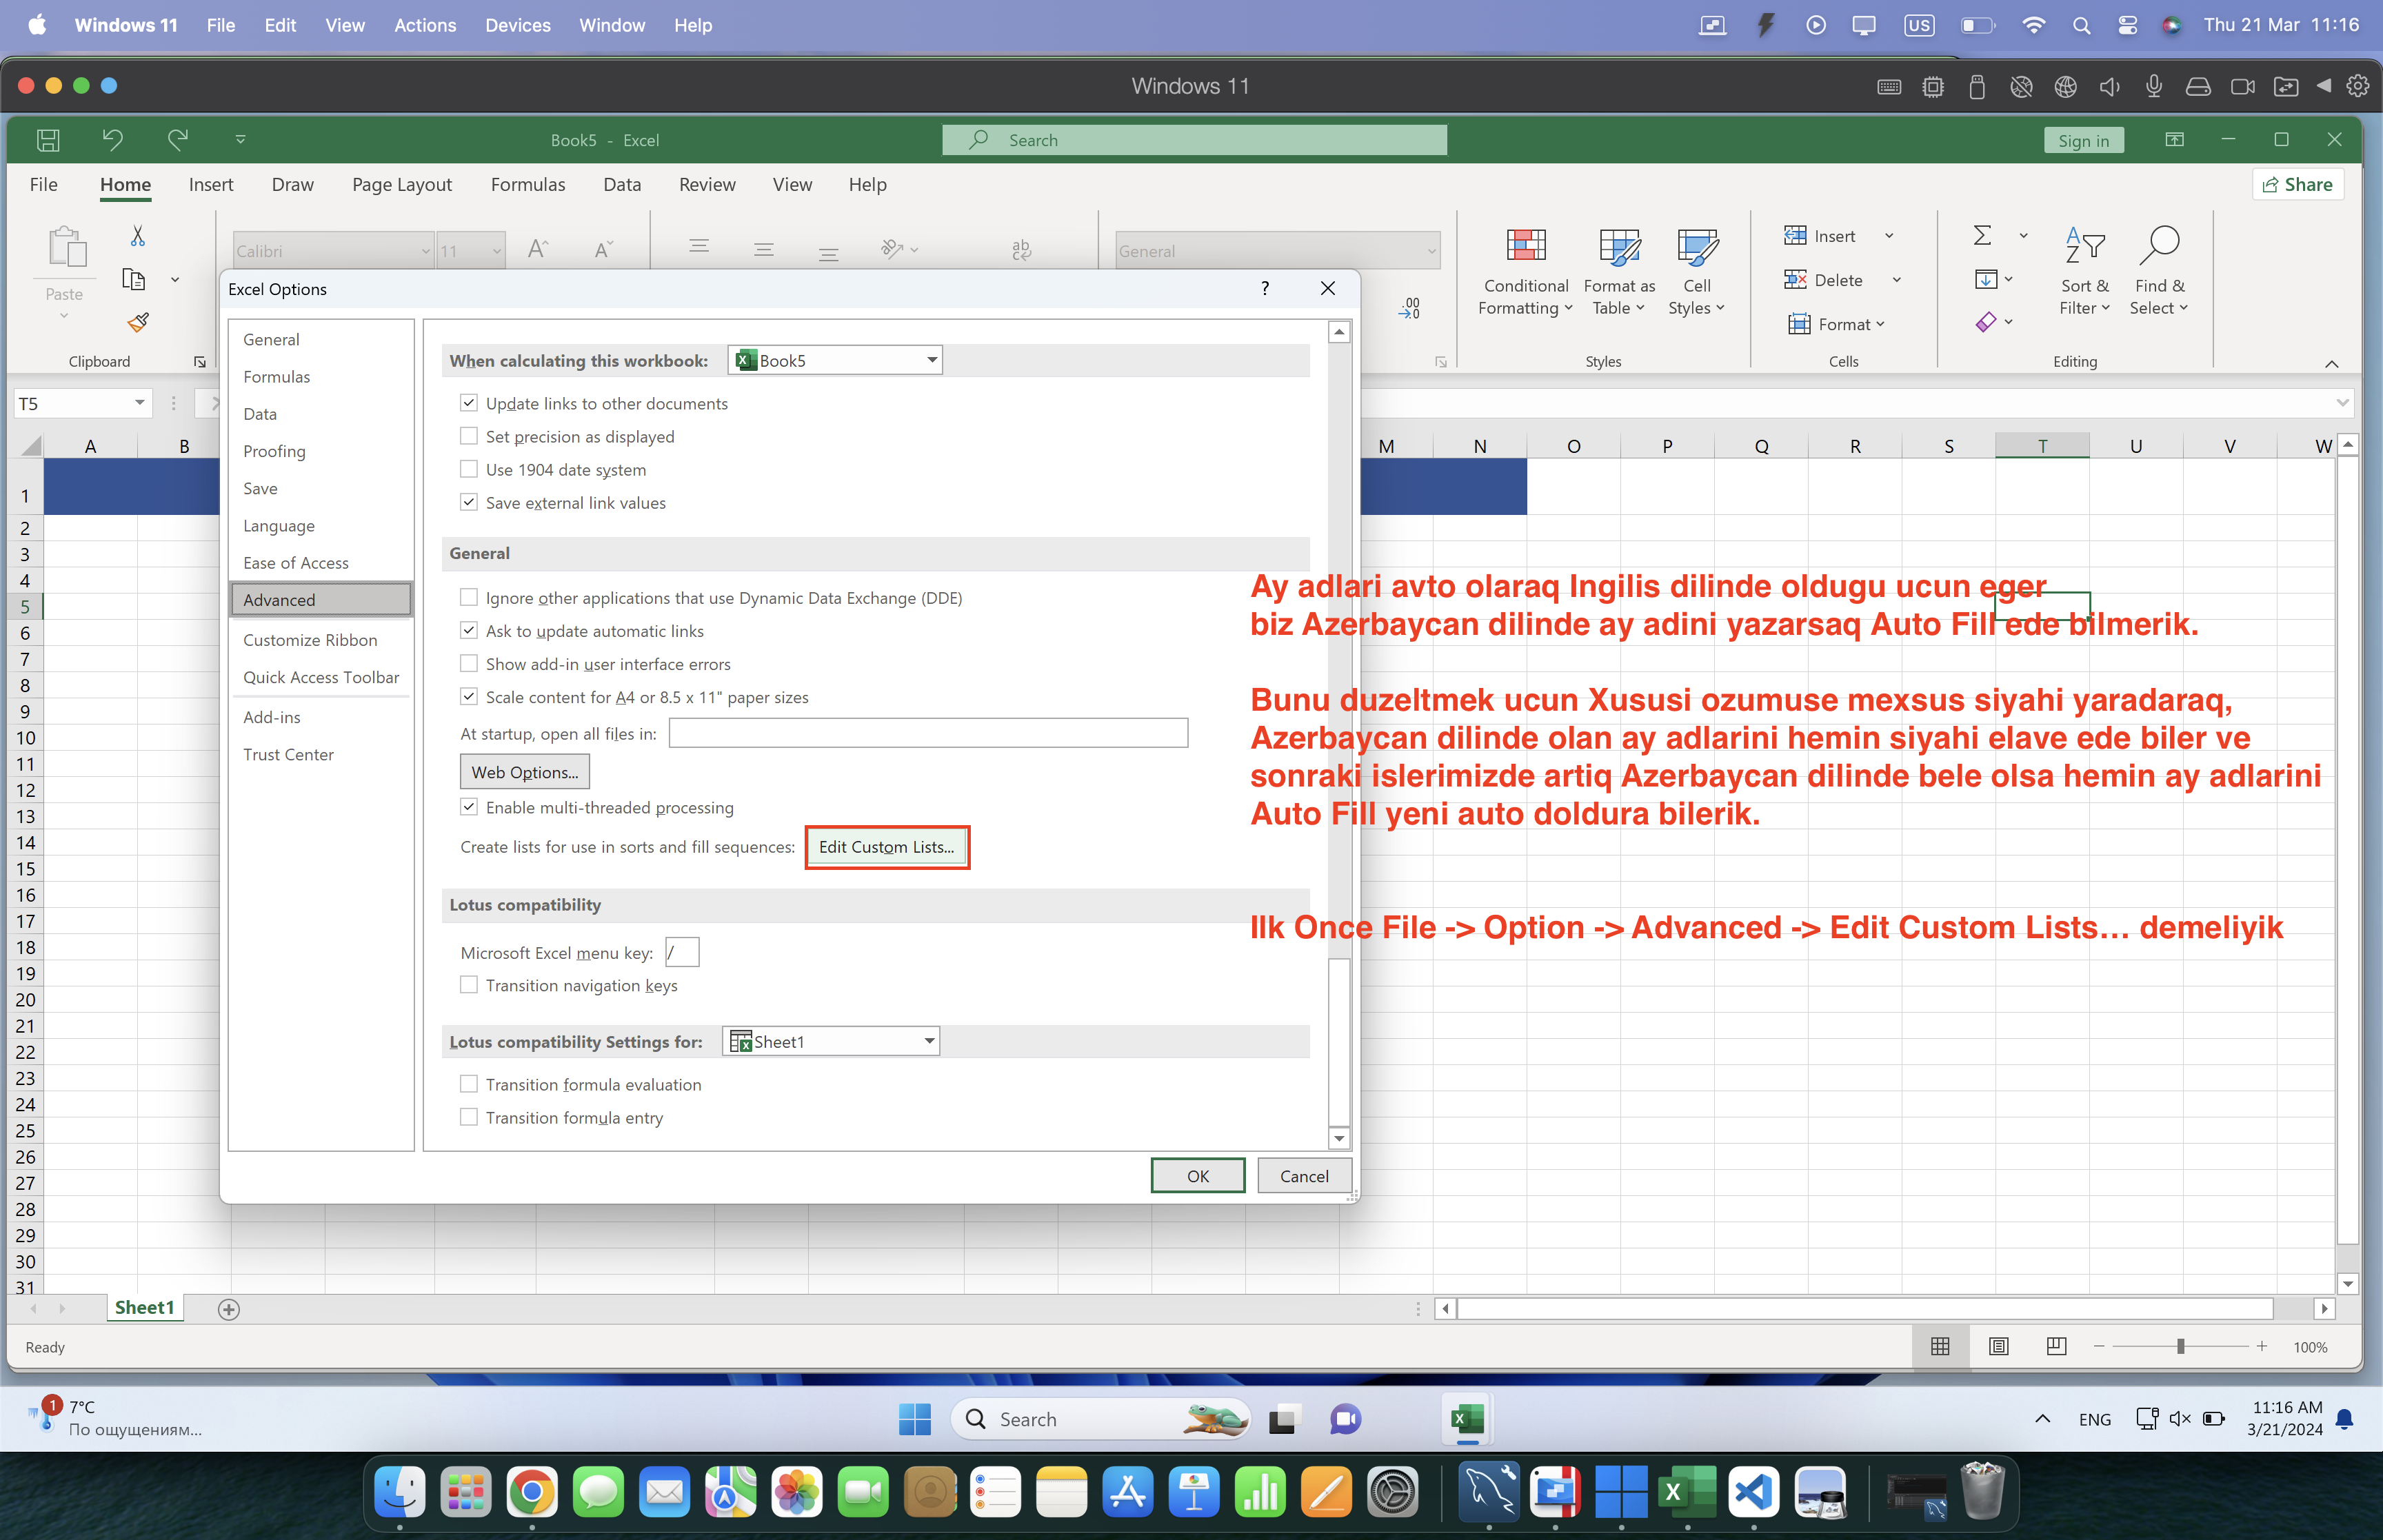 Windows 11 File Edit View Actions Devices Window Help US Thu 21 Mar 11:16
Windows 11
Book5 - Excel Search Sign in
File Home Insert Draw Page Layout Formulas Data Review View Help Share
Paste
Clipboard
Calibri 11
General
Conditional Formatting
Format as Table
Cell Styles
Styles
Insert
Delete
Format
Cells
Sort & Filter
Find & Select
Editing
T5
A B M N O P Q R S T U V W
1
2
3
4
5
6
7
8
9
10
11
12
13
14
15
16
17
18
19
20
21
22
23
24
25
26
27
28
29
30
31
Excel Options ?
General
Formulas
Data
Proofing
Save
Language
Ease of Access
Advanced
Customize Ribbon
Quick Access Toolbar
Add-ins
Trust Center
When calculating this workbook: Book5
Update links to other documents
Set precision as displayed
Use 1904 date system
Save external link values
General
Ignore other applications that use Dynamic Data Exchange (DDE)
Ask to update automatic links
Show add-in user interface errors
Scale content for A4 or 8.5 x 11" paper sizes
At startup, open all files in:
Web Options...
Enable multi-threaded processing
Create lists for use in sorts and fill sequences: Edit Custom Lists...
Lotus compatibility
Microsoft Excel menu key: /
Transition navigation keys
Lotus compatibility Settings for: Sheet1
Transition formula evaluation
Transition formula entry
OK Cancel
Ay adlari avto olaraq Ingilis dilinde oldugu ucun eger
biz Azerbaycan dilinde ay adini yazarsaq Auto Fill ede bilmerik.
Bunu duzeltmek ucun Xususi ozumuse mexsus siyahi yaradaraq,
Azerbaycan dilinde olan ay adlarini hemin siyahi elave ede biler ve
sonraki islerimizde artiq Azerbaycan dilinde bele olsa hemin ay adlarini
Auto Fill yeni auto doldura bilerik.
Ilk Once File -> Option -> Advanced -> Edit Custom Lists... demeliyik
Sheet1
Ready 100%
1 7°C
По ощущениям...
Search
ENG
11:16 AM
3/21/2024